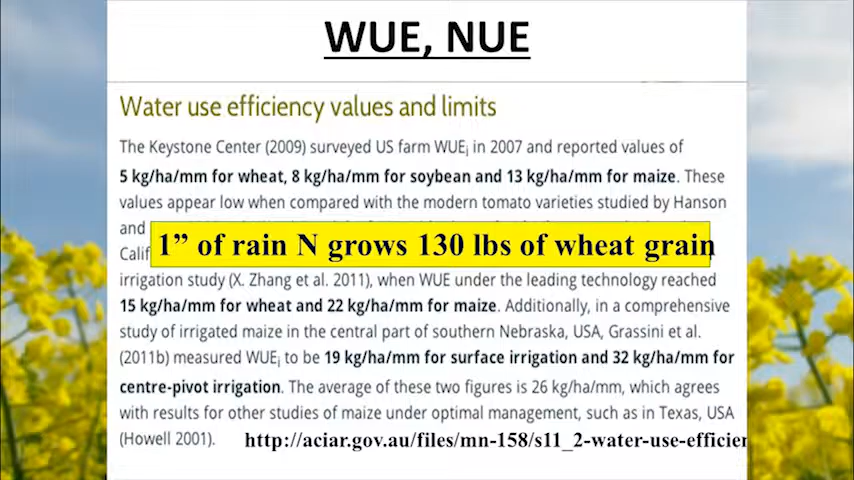 WUE, NUE
Water use efficiency values and limits
The Keystone Center (2009) surveyed US farm WUEi in 2007 and reported values of
5 kg/ha/mm for wheat, 8 kg/ha/mm for soybean and 13 kg/ha/mm for maize. These
values appear low when compared with the modern tomato varieties studied by Hanson
and
Calif
1” of rain N grows 130 lbs of wheat grain
irrigation study (X. Zhang et al. 2011), when WUE under the leading technology reached
15 kg/ha/mm for wheat and 22 kg/ha/mm for maize. Additionally, in a comprehensive
study of irrigated maize in the central part of southern Nebraska, USA, Grassini et al.
(2011b) measured WUEi to be 19 kg/ha/mm for surface irrigation and 32 kg/ha/mm for
centre-pivot irrigation. The average of these two figures is 26 kg/ha/mm, which agrees
with results for other studies of maize under optimal management, such as in Texas, USA
(Howell 2001).
http://aciar.gov.au/files/mn-158/s11_2-water-use-efficien